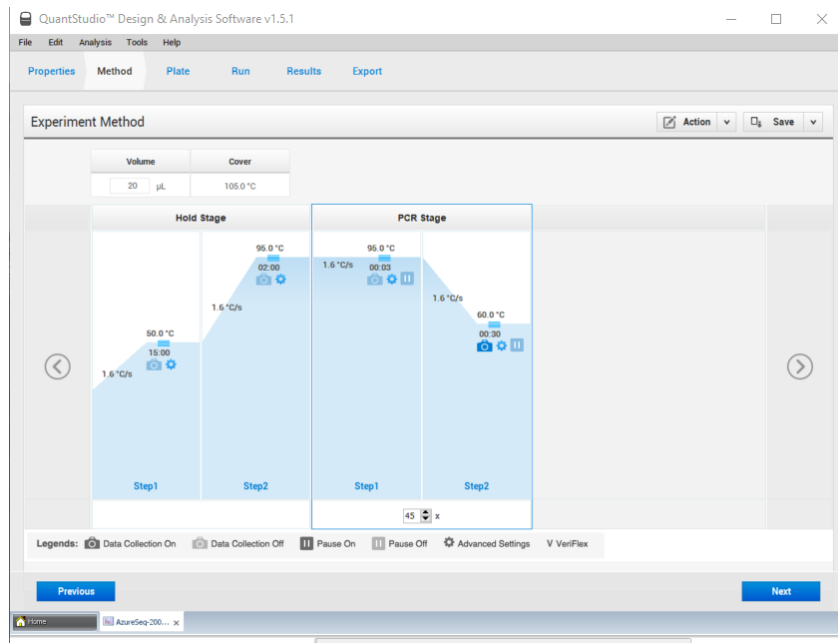 QuantStudio™ Design & Analysis Software v1.5.1
File Edit Analysis Tools Help
Properties Method Plate Run Results Export
Experiment Method
Action
Save
Volume Cover
20 µL 105.0 °C
Hold Stage PCR Stage
95.0 °C
02:00
95.0 °C
00:03
1.6 °C/s
1.6 °C/s
1.6 °C/s
60.0 °C
00:30
50.0 °C
15:00
1.6 °C/s
Step1 Step2 Step1 Step2
45 x
Legends: Data Collection On Data Collection Off Pause On Pause Off Advanced Settings V VeriFlex
Previous Next
Home AzureSeq-200... x